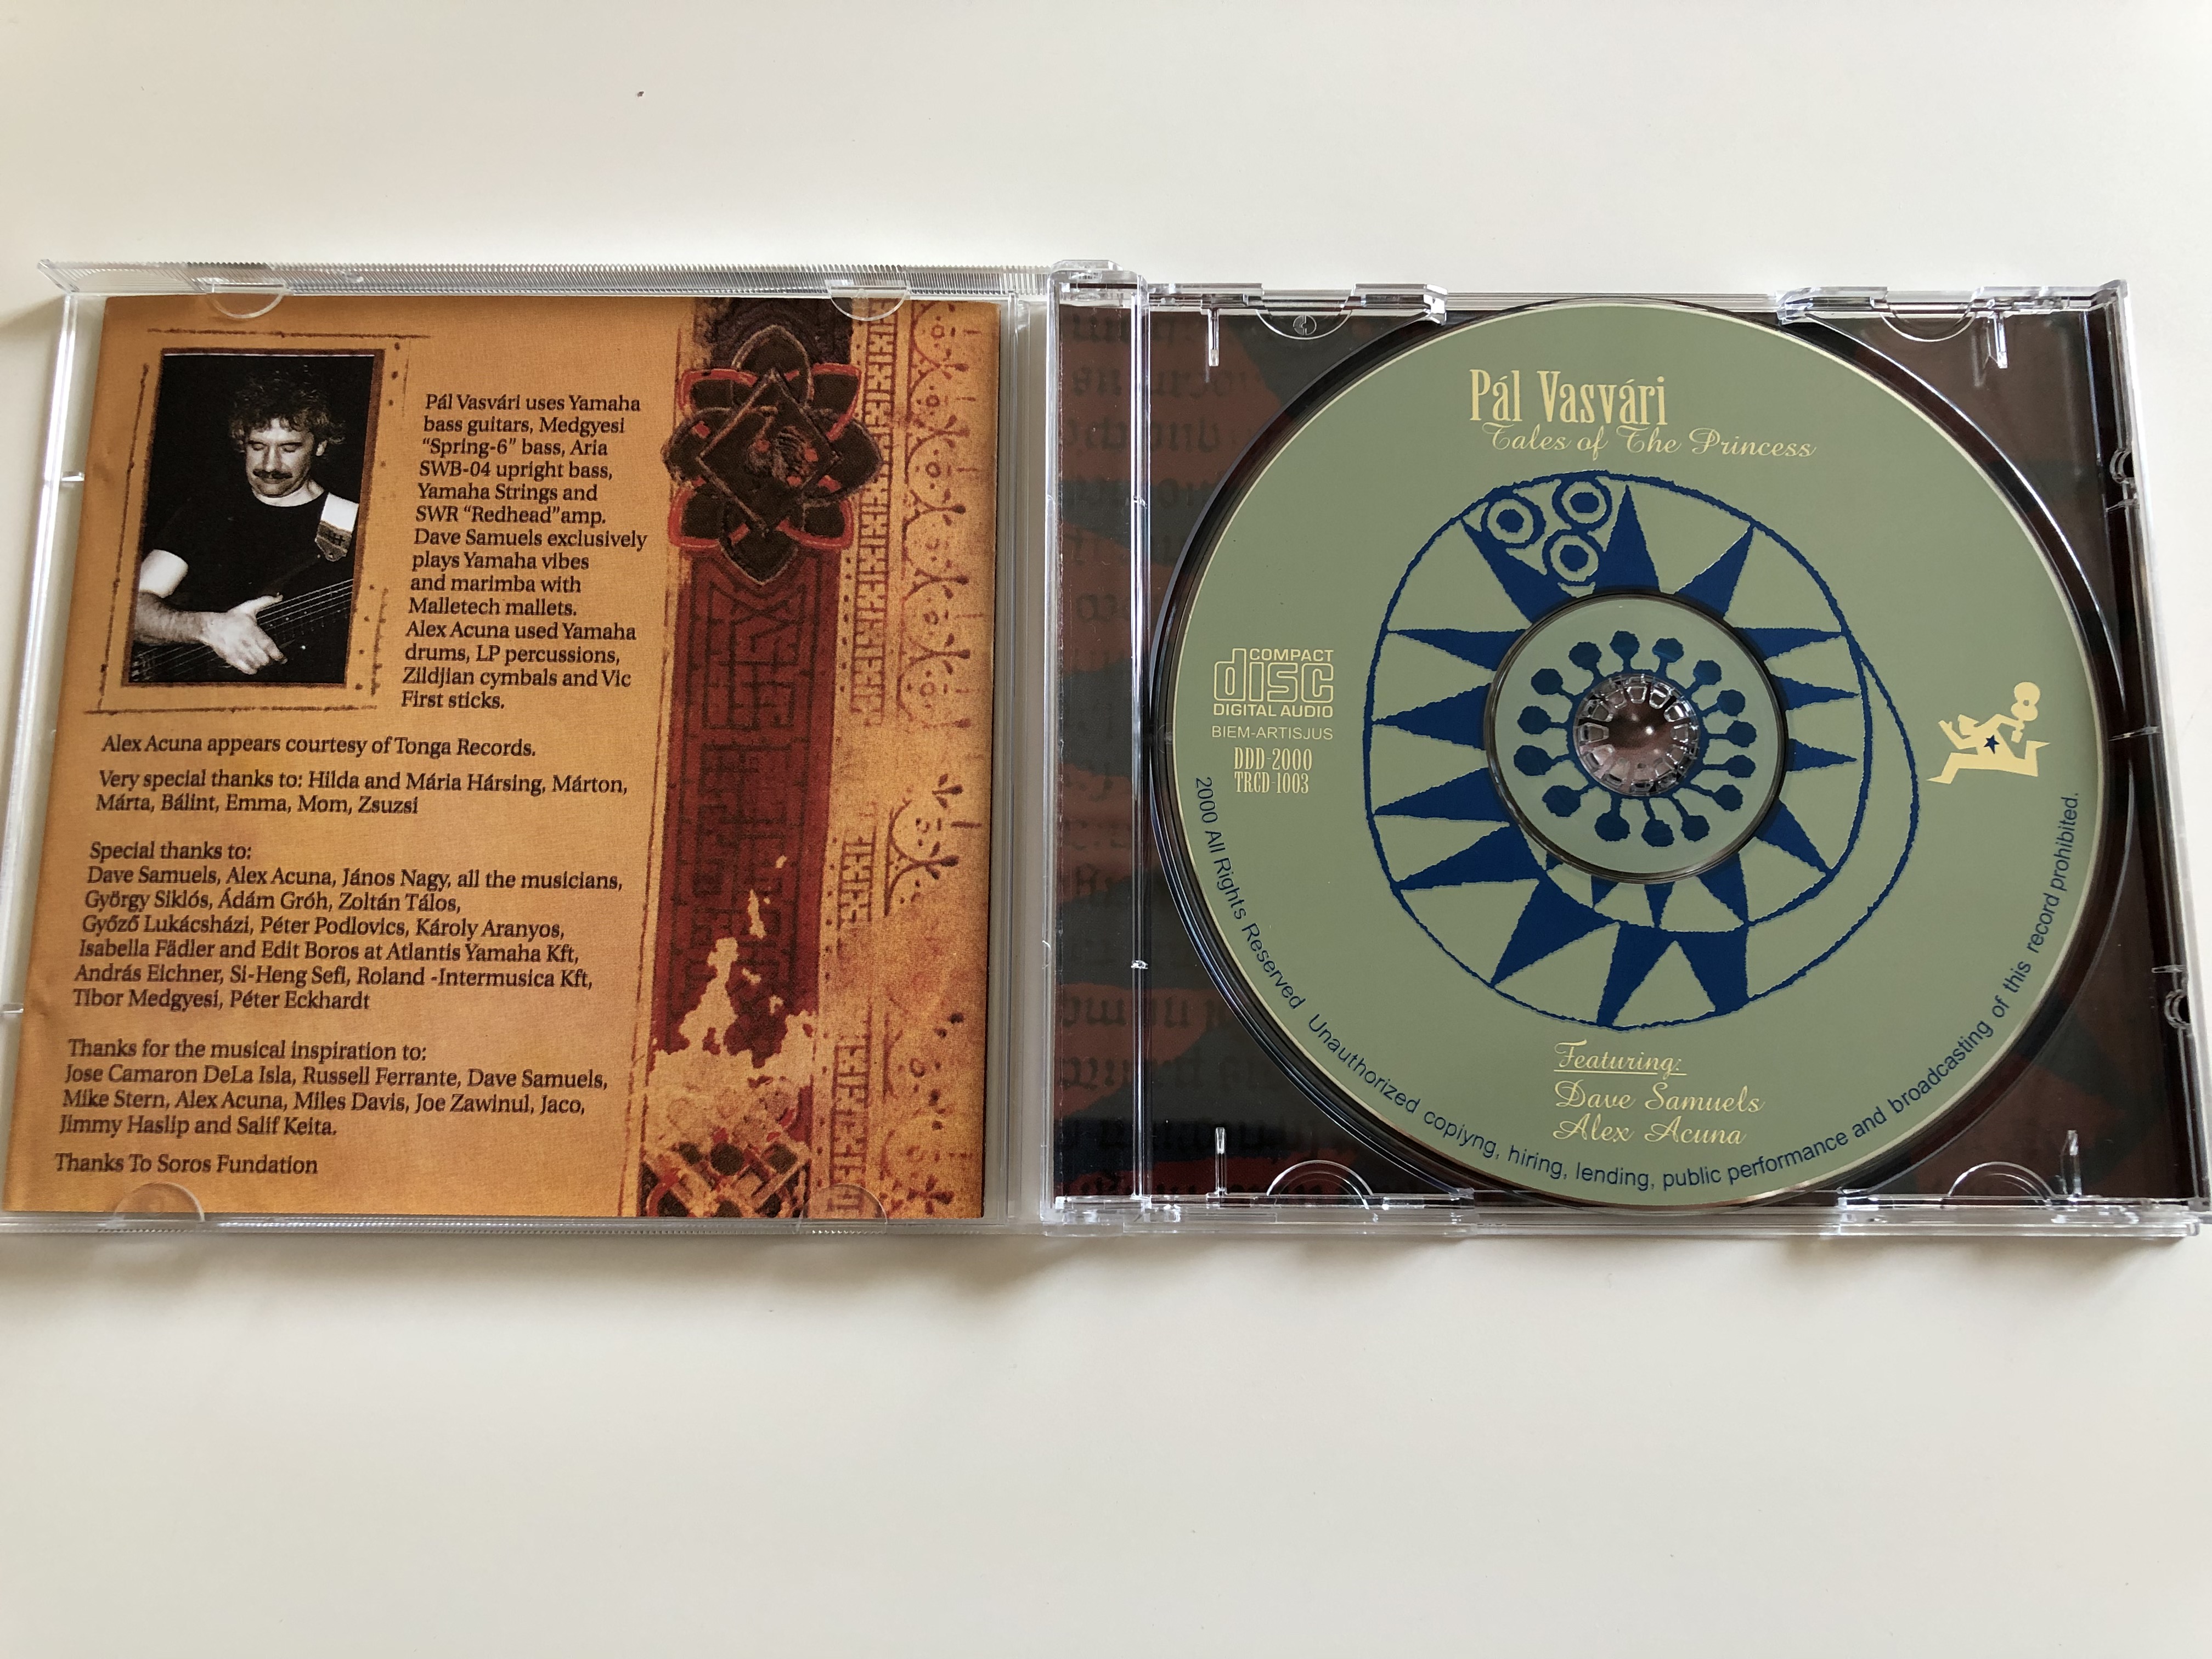 Pál Vasvári uses Yamaha
bass guitars, Medgyesi
“Spring-6” bass, Aria
SWB-04 upright bass,
Yamaha Strings and
SWR “Redhead”amp.
Dave Samuels exclusively
plays Yamaha vibes
and marimba with
Malletech mallets.
Alex Acuna used Yamaha
drums, LP percussions,
Zildjian cymbals and Vic
First sticks.
Alex Acuna appears courtesy of Tonga Records.
Very special thanks to: Hilda and Mária Hársing, Márton,
Márta, Bálint, Emma, Mom, Zsuzsi
Special thanks to:
Dave Samuels, Alex Acuna, János Nagy, all the musicians,
György Siklós, Ádám Gróh, Zoltán Tálos,
Győző Lukácsházi, Péter Podlovics, Károly Aranyos,
Isabella Fädler and Edit Boros at Atlantis Yamaha Kft,
András Eichner, Si-Heng Sefi, Roland -Intermusica Kft,
Tibor Medgyesi, Péter Eckhardt
Thanks for the musical inspiration to:
Jose Camaron DeLa Isla, Russell Ferrante, Dave Samuels,
Mike Stern, Alex Acuna, Miles Davis, Joe Zawinul, Jaco,
Jimmy Haslip and Salif Keita.
Thanks To Soros Fundation
Pál Vasvári
Tales of The Princess
COMPACT
disc
DIGITAL AUDIO
BIEM-ARTISJUS
DDD-2000
TRCD-1003
Featuring:
Dave Samuels
Alex Acuna
2000 All Rights Reserved Unauthorized copiyng, hiring, lending, public performance and broadcasting of this record prohibited.